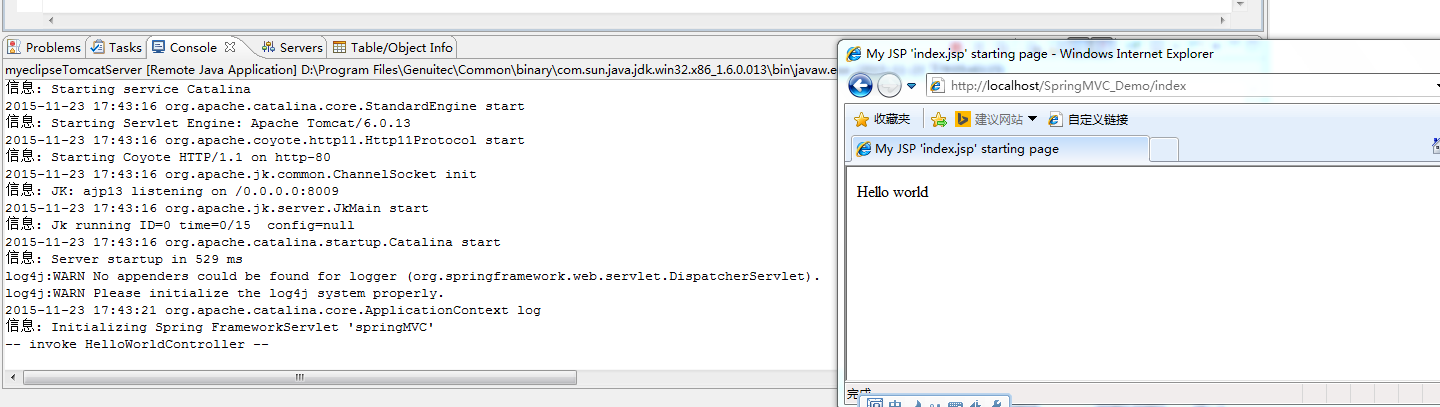 Problems Tasks Console Servers Table/Object Info
myeclipseTomcatServer [Remote Java Application] D:\Program Files\Genuitec\Common\binary\com.sun.java.jdk.win32.x86_1.6.0.013\bin\javaw.exe
信息: Starting service Catalina
2015-11-23 17:43:16 org.apache.catalina.core.StandardEngine start
信息: Starting Servlet Engine: Apache Tomcat/6.0.13
2015-11-23 17:43:16 org.apache.coyote.http11.Http11Protocol start
信息: Starting Coyote HTTP/1.1 on http-80
2015-11-23 17:43:16 org.apache.jk.common.ChannelSocket init
信息: JK: ajp13 listening on /0.0.0.0:8009
2015-11-23 17:43:16 org.apache.jk.server.JkMain start
信息: Jk running ID=0 time=0/15  config=null
2015-11-23 17:43:16 org.apache.catalina.startup.Catalina start
信息: Server startup in 529 ms
log4j:WARN No appenders could be found for logger (org.springframework.web.servlet.DispatcherServlet).
log4j:WARN Please initialize the log4j system properly.
2015-11-23 17:43:21 org.apache.catalina.core.ApplicationContext log
信息: Initializing Spring FrameworkServlet 'springMVC'
-- invoke HelloWorldController --
My JSP 'index.jsp' starting page - Windows Internet Explorer
http://localhost/SpringMVC_Demo/index
收藏夹 建议网站 自定义链接
My JSP 'index.jsp' starting page
Hello world
完成
中